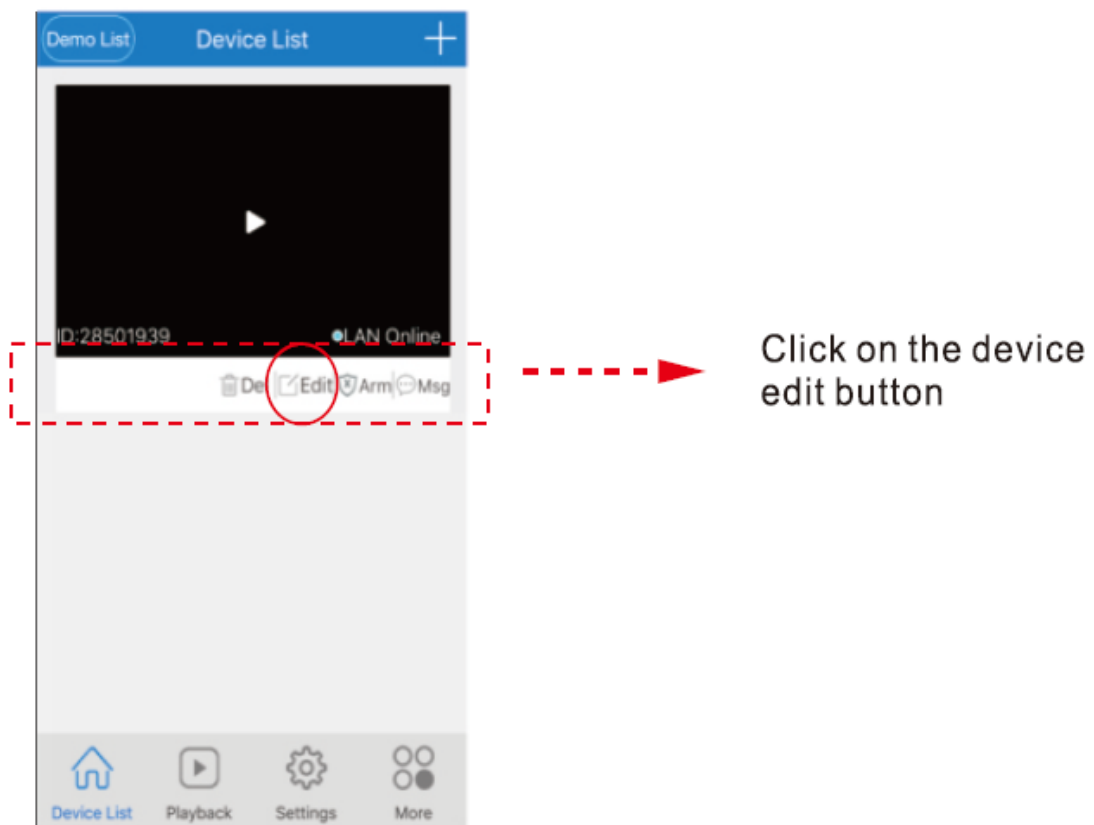 Demo List Device List
ID:28501939 LAN Online
De Edit Arm Msg
Click on the device
edit button
Device List Playback Settings More